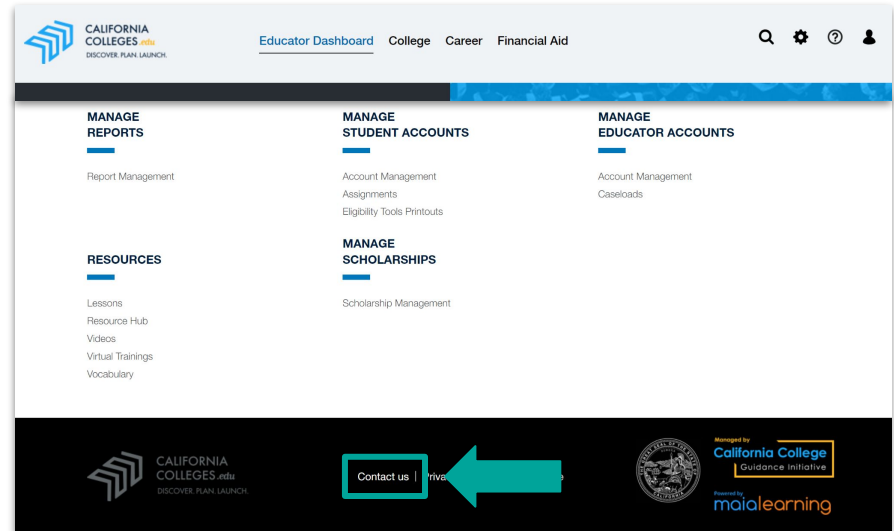 CALIFORNIA
COLLEGES.edu
DISCOVER. PLAN. LAUNCH.
Educator Dashboard College Career Financial Aid
MANAGE
REPORTS
Report Management
MANAGE
STUDENT ACCOUNTS
Account Management
Assignments
Eligibility Tools Printouts
MANAGE
EDUCATOR ACCOUNTS
Account Management
Caseloads
RESOURCES
Lessons
Resource Hub
Videos
Virtual Trainings
Vocabulary
MANAGE
SCHOLARSHIPS
Scholarship Management
CALIFORNIA
COLLEGES.edu
DISCOVER. PLAN. LAUNCH.
Contact us |
Managed by
California College
Guidance Initiative
Powered by
maialearning